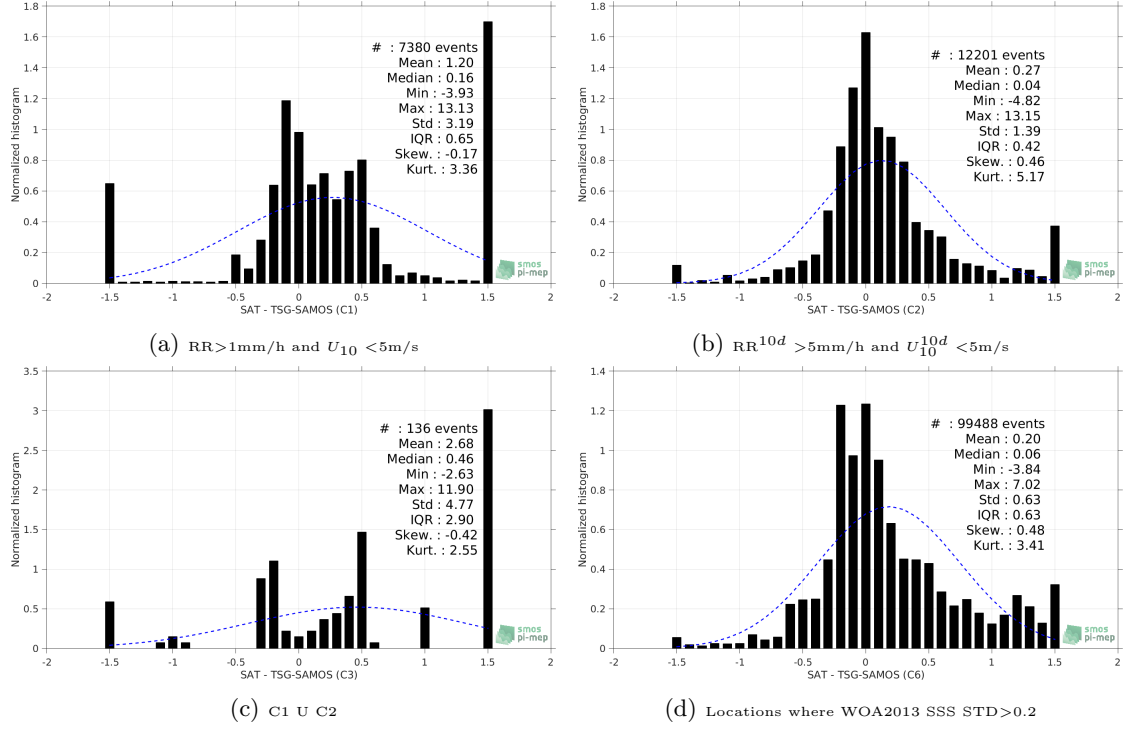 1.8
1.6
1.4
1.2
1
0.8
0.6
0.4
0.2
0
Normalized histogram
# : 7380 events
Mean : 1.20
Median : 0.16
Min : -3.93
Max : 13.13
Std : 3.19
IQR : 0.65
Skew. : -0.17
Kurt. : 3.36
smos
pi-mep
-2 -1.5 -1 -0.5 0 0.5 1 1.5 2
SAT - TSG-SAMOS (C1)
(a) RR>1mm/h and U10 <5m/s
1.8
1.6
1.4
1.2
1
0.8
0.6
0.4
0.2
0
Normalized histogram
# : 12201 events
Mean : 0.27
Median : 0.04
Min : -4.82
Max : 13.15
Std : 1.39
IQR : 0.42
Skew. : 0.46
Kurt. : 5.17
smos
pi-mep
-2 -1.5 -1 -0.5 0 0.5 1 1.5 2
SAT - TSG-SAMOS (C2)
(b) RR10d >5mm/h and U10d10 <5m/s
3.5
3
2.5
2
1.5
1
0.5
0
Normalized histogram
# : 136 events
Mean : 2.68
Median : 0.46
Min : -2.63
Max : 11.90
Std : 4.77
IQR : 2.90
Skew. : -0.42
Kurt. : 2.55
smos
pi-mep
-2 -1.5 -1 -0.5 0 0.5 1 1.5 2
SAT - TSG-SAMOS (C3)
(c) C1 U C2
1.4
1.2
1
0.8
0.6
0.4
0.2
0
Normalized histogram
# : 99488 events
Mean : 0.20
Median : 0.06
Min : -3.84
Max : 7.02
Std : 0.63
IQR : 0.63
Skew. : 0.48
Kurt. : 3.41
smos
pi-mep
-2 -1.5 -1 -0.5 0 0.5 1 1.5 2
SAT - TSG-SAMOS (C6)
(d) Locations where WOA2013 SSS STD>0.2